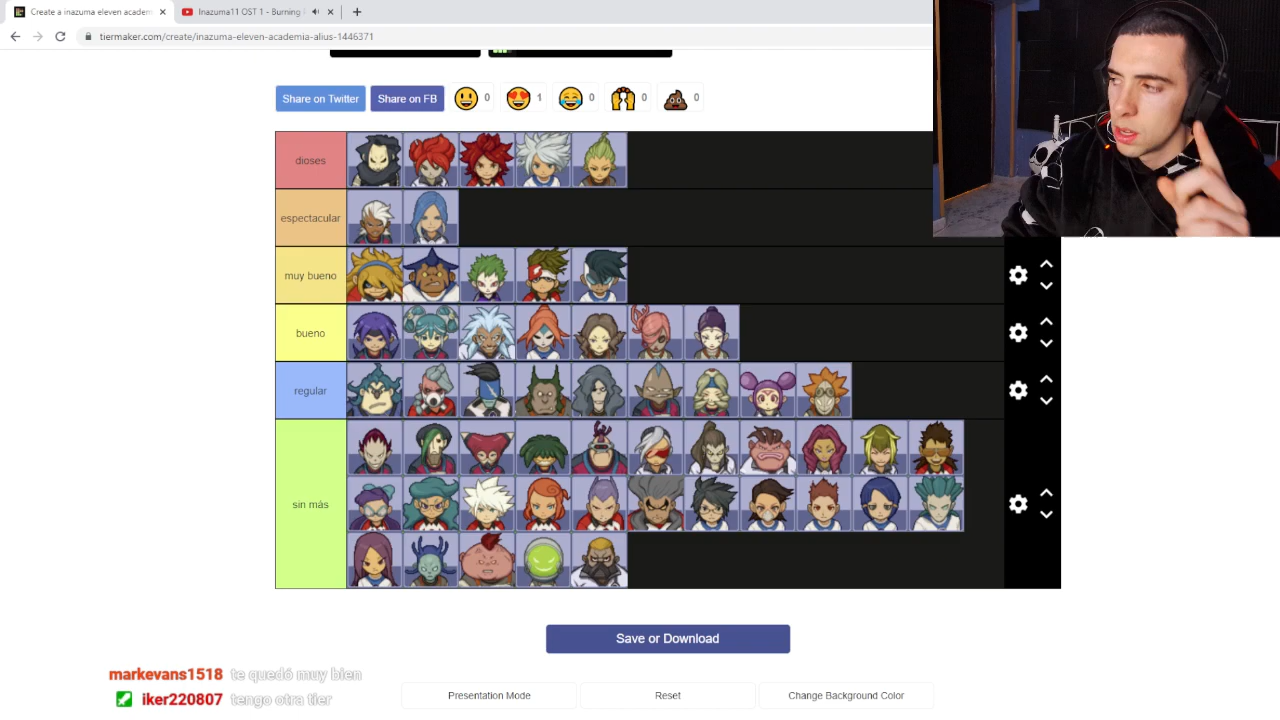 Create a inazuma eleven academ
Inazuma11 OST 1 - Burning
tiermaker.com/create/inazuma-eleven-academia-alius-1446371
Share on Twitter
Share on FB
0
1
0
0
0
dioses
espectacular
muy bueno
bueno
regular
sin más
Save or Download
markevans1518 te quedó muy bien
iker220807 tengo otra tier
Presentation Mode
Reset
Change Background Color